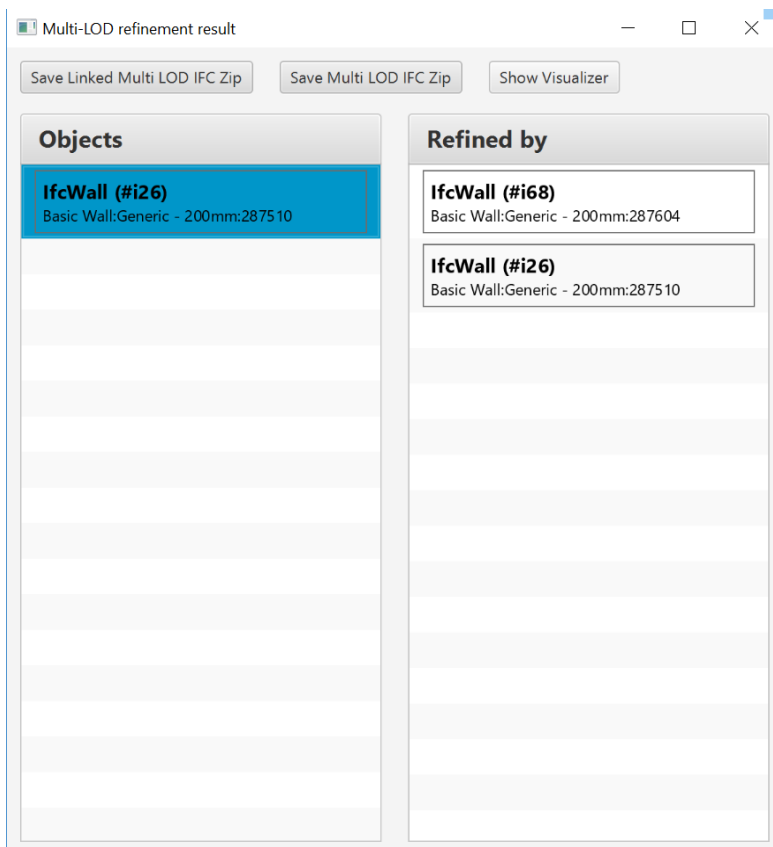 Multi-LOD refinement result
Save Linked Multi LOD IFC Zip
Save Multi LOD IFC Zip
Show Visualizer
Objects
IfcWall (#i26)
Basic Wall:Generic - 200mm:287510
Refined by
IfcWall (#i68)
Basic Wall:Generic - 200mm:287604
IfcWall (#i26)
Basic Wall:Generic - 200mm:287510